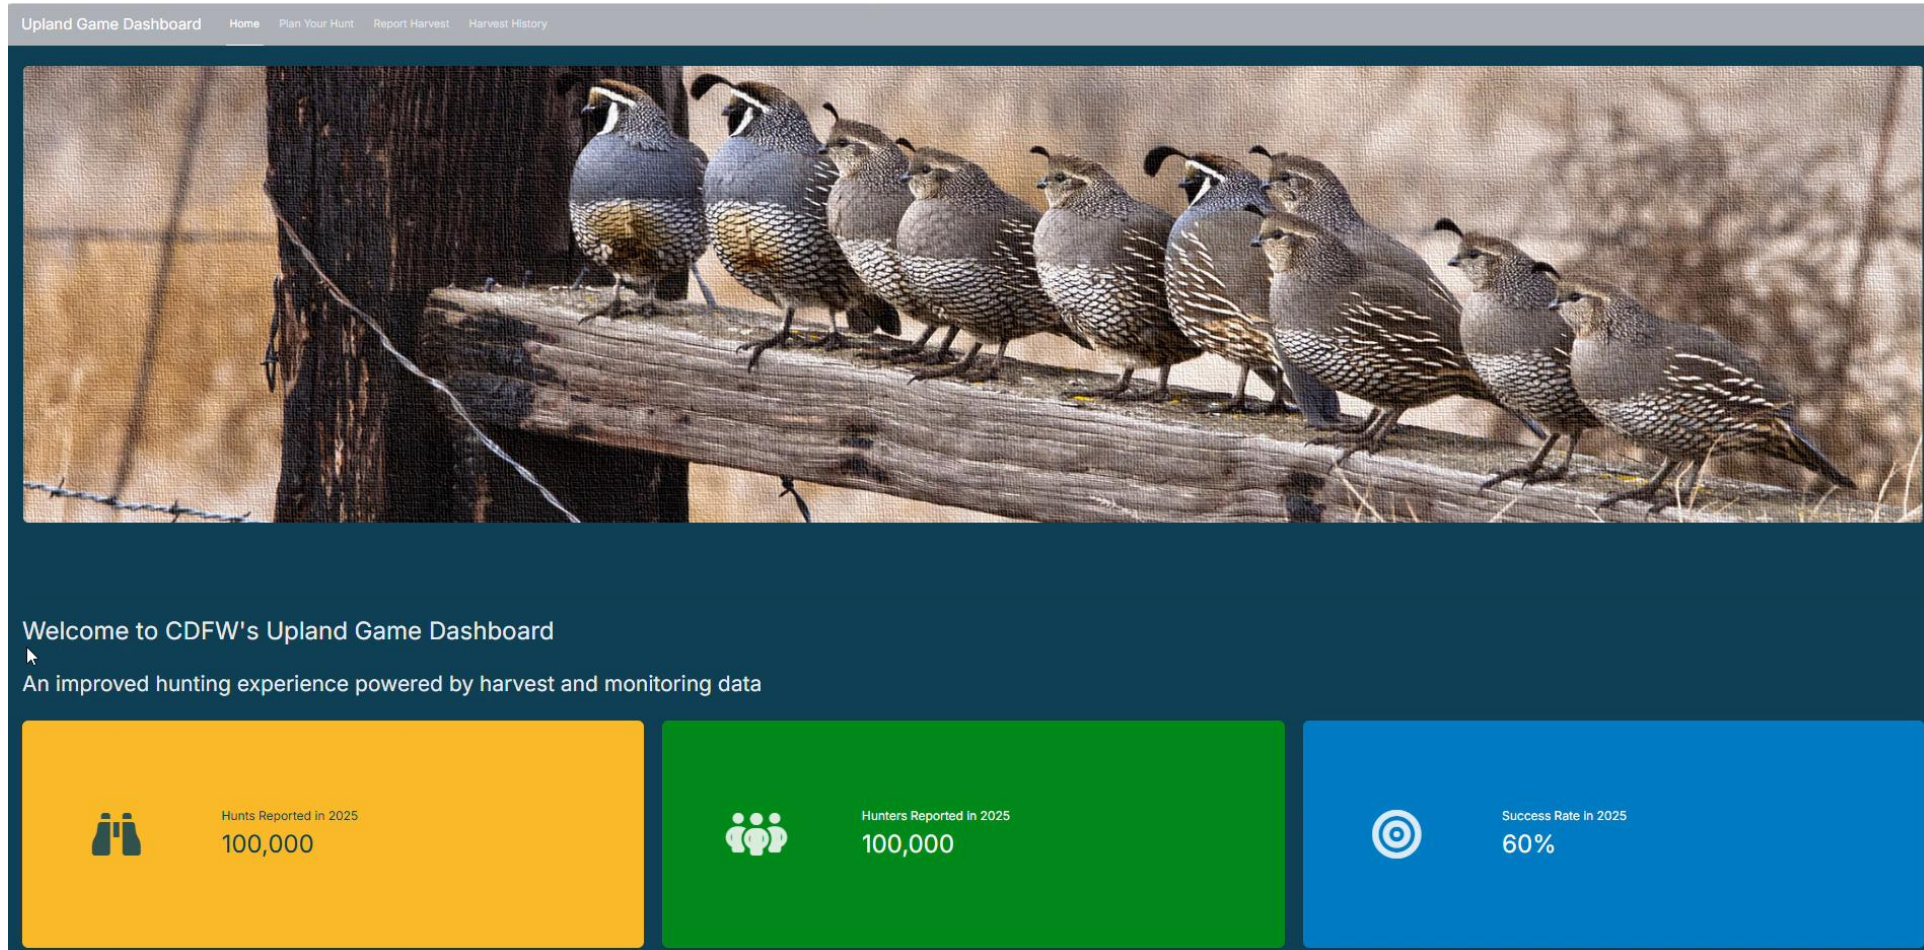 Upland Game Dashboard Home Plan Your Hunt Report Harvest Harvest History
Welcome to CDFW's Upland Game Dashboard
An improved hunting experience powered by harvest and monitoring data
Hunts Reported in 2025
100,000
Hunters Reported in 2025
100,000
Success Rate in 2025
60%